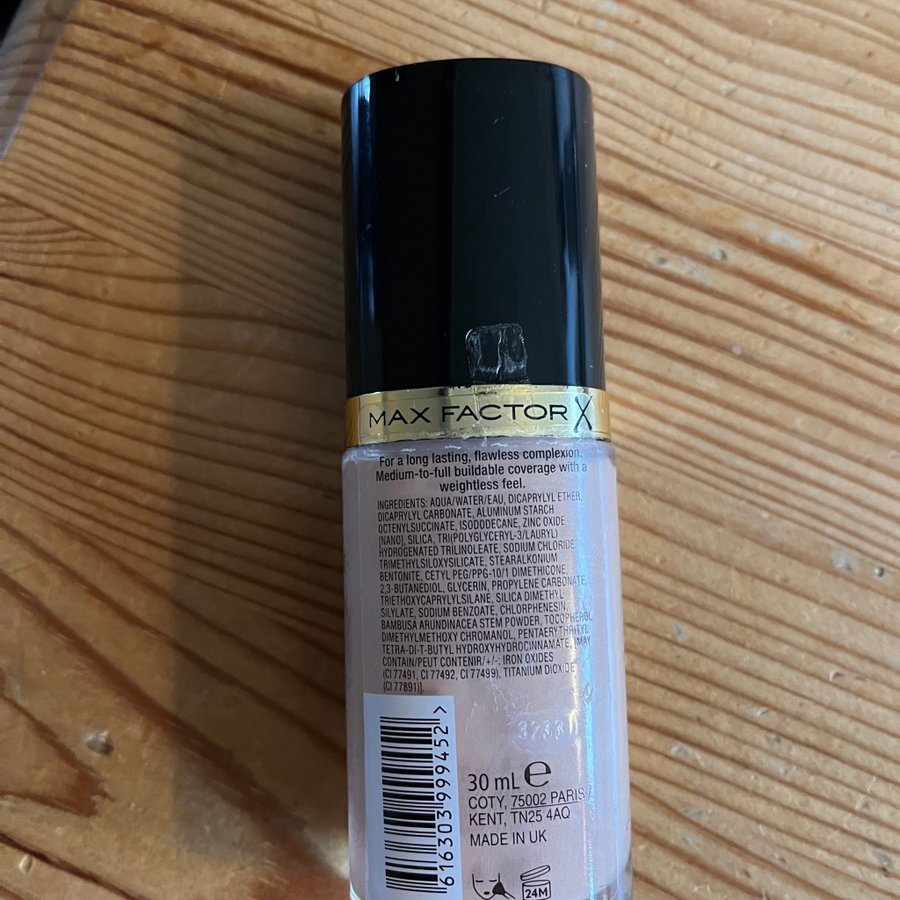 MAX FACTOR X
For a long lasting, flawless complexion.
Medium-to-full buildable coverage with a
weightless feel.
INGREDIENTS: AQUA/WATER/EAU, DICAPRYLYL ETHER,
DICAPRYLYL CARBONATE, ALUMINUM STARCH
OCTENYLSUCCINATE, ISODODECANE, ZINC OXIDE
[NANO], SILICA, TRI(POLYGLYCERYL-3/LAURYL)
HYDROGENATED TRILINOLEATE, SODIUM CHLORIDE,
TRIMETHYLSILOXYSILICATE, STEARALKONIUM
BENTONITE, CETYL PEG/PPG-10/1 DIMETHICONE,
2,3-BUTANEDIOL, GLYCERIN, PROPYLENE CARBONATE,
TRIETHOXYCAPRYLYLSILANE, SILICA DIMETHYL
SILYLATE, SODIUM BENZOATE, CHLORPHENESIN,
BAMBUSA ARUNDINACEA STEM POWDER, TOCOPHEROL,
DIMETHYLMETHOXY CHROMANOL, PENTAERYTHRITYL
TETRA-DI-T-BUTYL HYDROXYHYDROCINNAMATE, [MAY
CONTAIN/PEUT CONTENIR/+/-: IRON OXIDES
(CI 77491, CI 77492, CI 77499), TITANIUM DIOXIDE
(CI 77891)].
30 mL e
COTY, 75002 PARIS /
KENT, TN25 4AQ
MADE IN UK
24M
616303999452 >